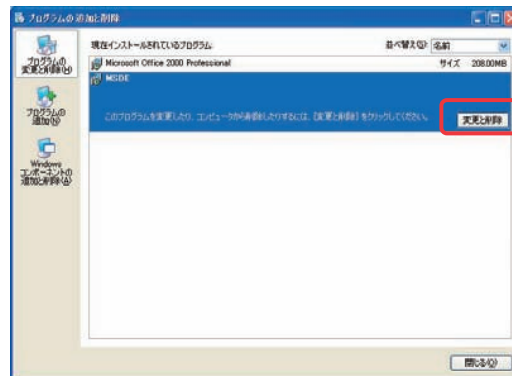 プログラムの追加と削除
プログラムの
変更と削除(H)
プログラムの
追加(N)
Windows
コンポーネントの
追加と削除(A)
現在インストールされているプログラム:
並べ替え(S): 名前
Microsoft Office 2000 Professional サイズ 208.00MB
MSDE
このプログラムを変更したり、コンピュータから削除したりするには、[変更と削除] をクリックしてください。
変更と削除
閉じる(C)